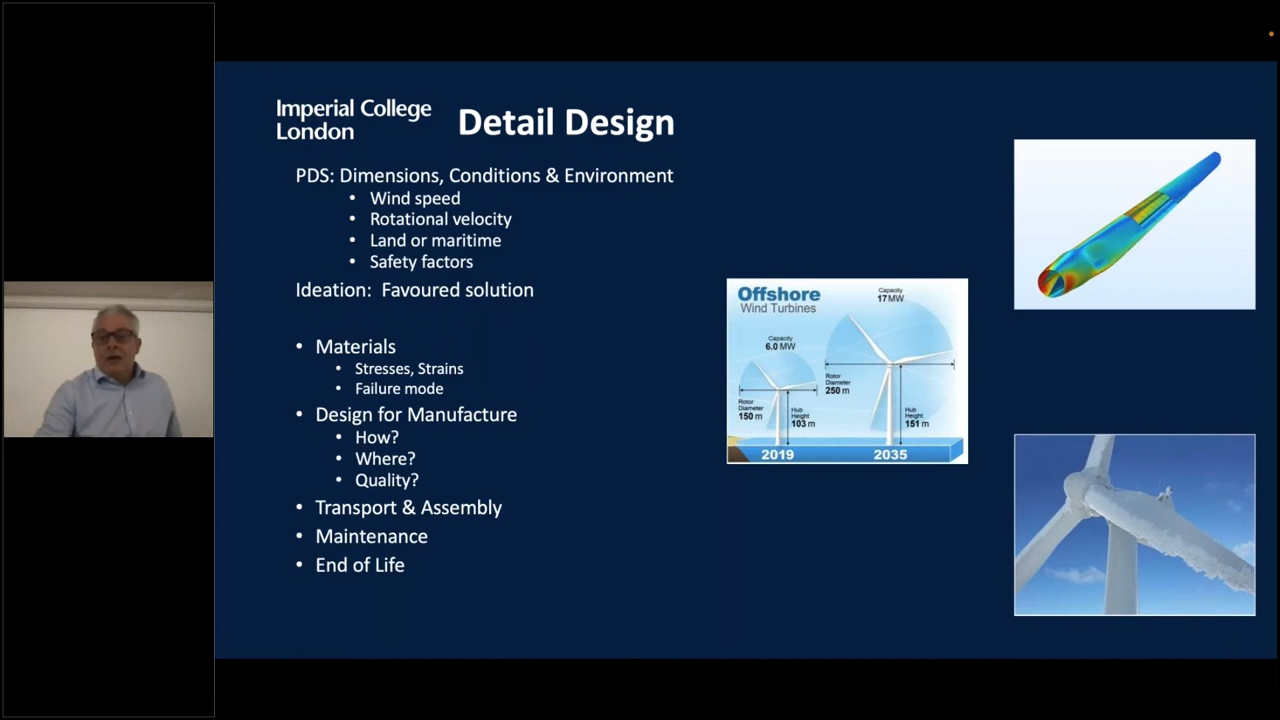 Imperial College
London
Detail Design
PDS: Dimensions, Conditions & Environment
• Wind speed
• Rotational velocity
• Land or maritime
• Safety factors
Ideation: Favoured solution
• Materials
• Stresses, Strains
• Failure mode
• Design for Manufacture
• How?
• Where?
• Quality?
• Transport & Assembly
• Maintenance
• End of Life
Offshore
Wind Turbines
Capacity
17 MW
Capacity
6.0 MW
Rotor
Diameter
250 m
Rotor
Diameter
150 m
Hub
Height
103 m
Hub
Height
151 m
2019
2035